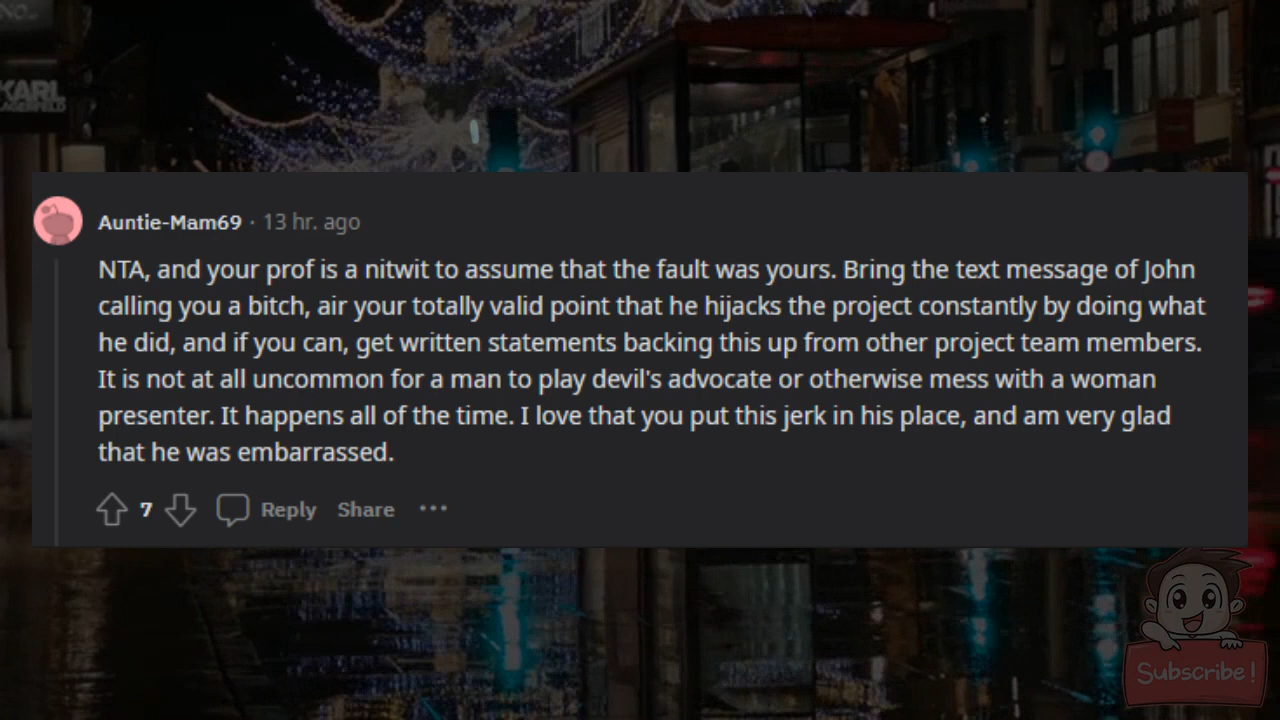 NO..
KARL
LAGERFELD
Auntie-Mam69 · 13 hr. ago
NTA, and your prof is a nitwit to assume that the fault was yours. Bring the text message of John
calling you a bitch, air your totally valid point that he hijacks the project constantly by doing what
he did, and if you can, get written statements backing this up from other project team members.
It is not at all uncommon for a man to play devil's advocate or otherwise mess with a woman
presenter. It happens all of the time. I love that you put this jerk in his place, and am very glad
that he was embarrassed.
7 Reply Share ···
Subscribe!